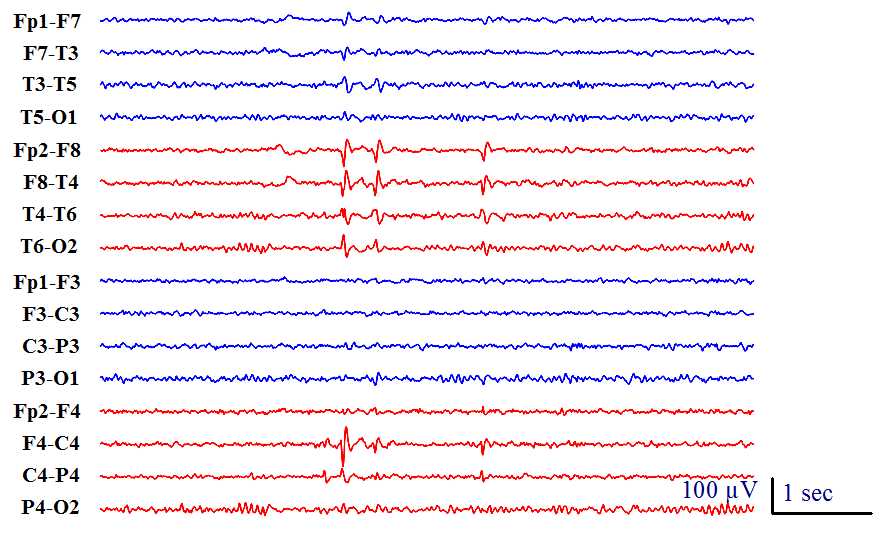 Fp1-F7
F7-T3
T3-T5
T5-O1
Fp2-F8
F8-T4
T4-T6
T6-O2
Fp1-F3
F3-C3
C3-P3
P3-O1
Fp2-F4
F4-C4
C4-P4
P4-O2
100 µV
1 sec